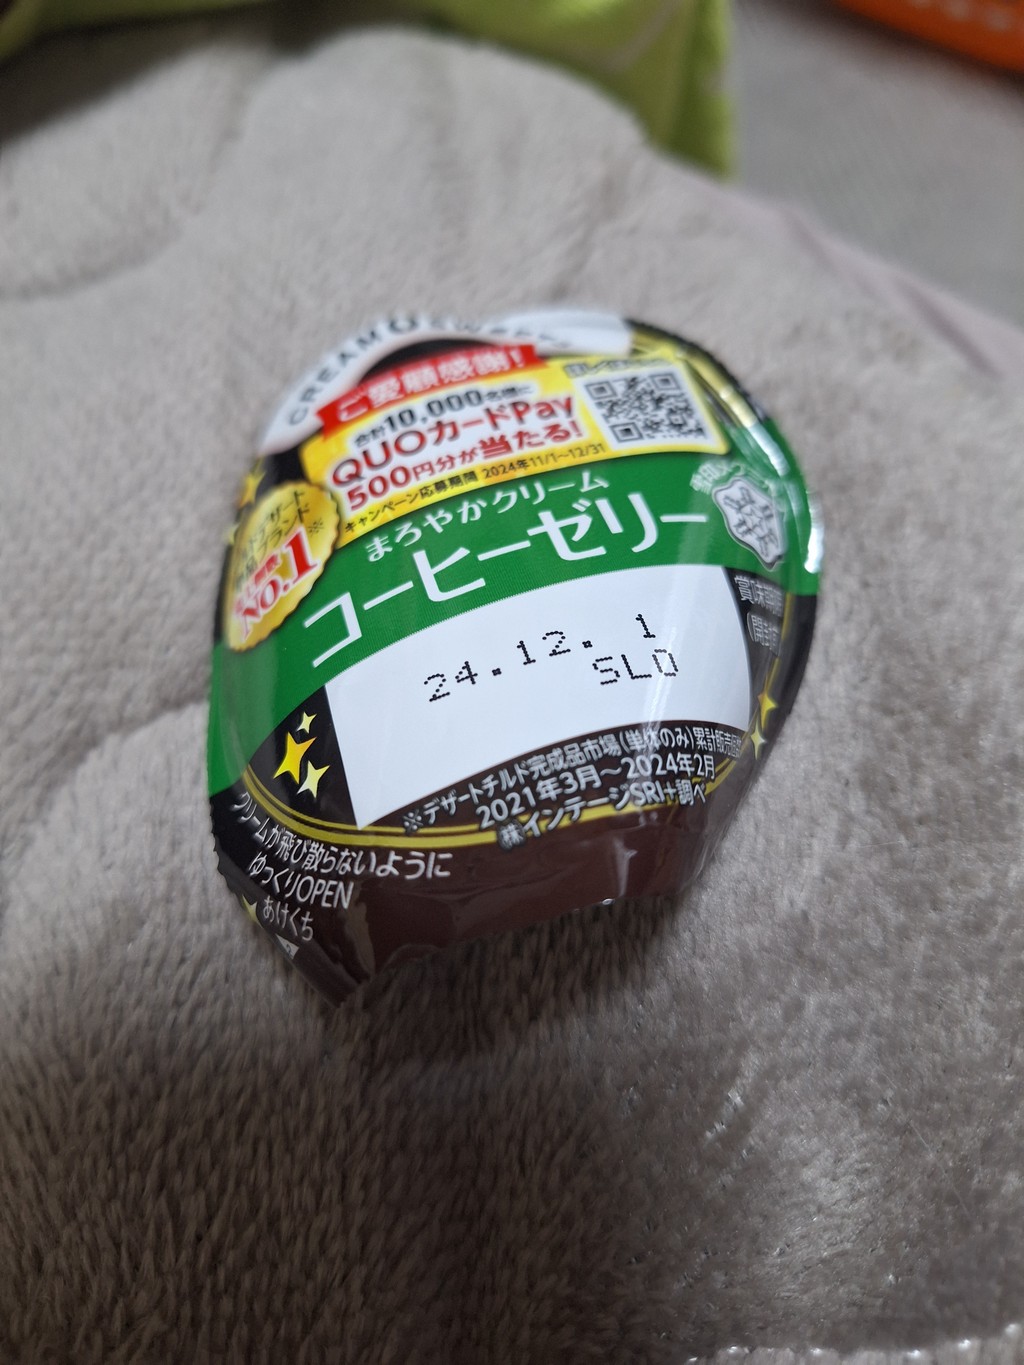 CREAM
ご愛顧感謝!
合計10,000名様に
QUOカードPay
500円分が当たる!
キャンペーン応募期間 2024年11/1〜12/31
No.1
まろやかクリーム
コーヒーゼリー
賞味期限
24.12. 1
SLO
※デザートチルド完成品市場(単体のみ)累計販売
2021年3月〜2024年2月
㈱インテージSRI+調べ
クリームが飛び散らないように
ゆっくりOPEN
あけくち